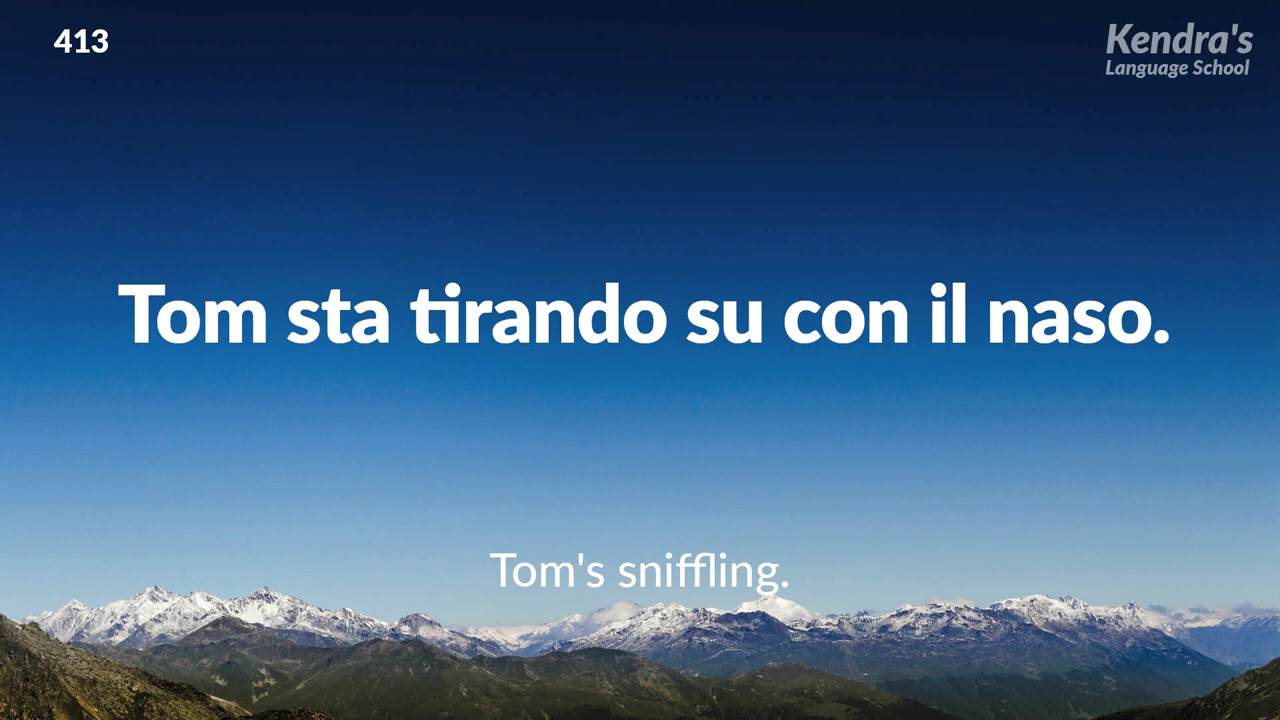 413
Kendra's
Language School
Tom sta tirando su con il naso.
Tom's sniffling.